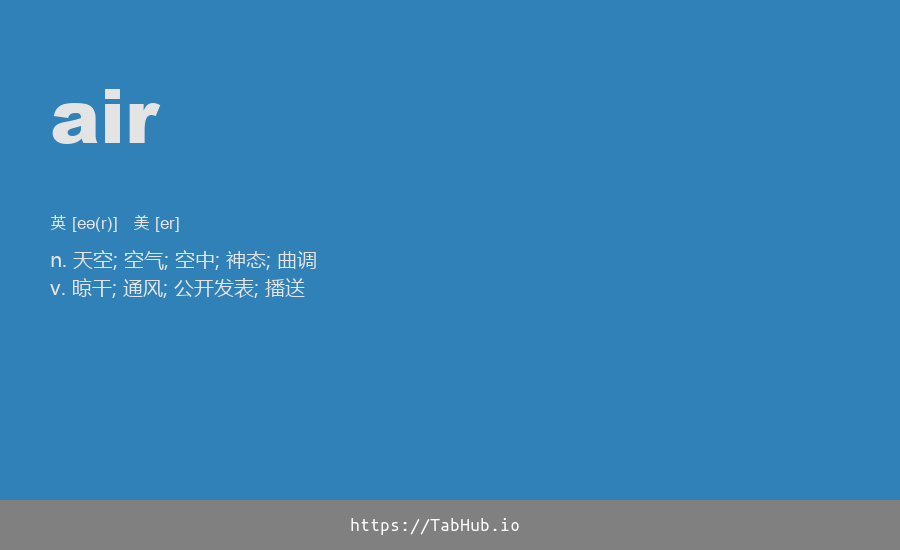 air
英 [eə(r)] 美 [er]
n. 天空; 空气; 空中; 神态; 曲调
v. 晾干; 通风; 公开发表; 播送
https://TabHub.io